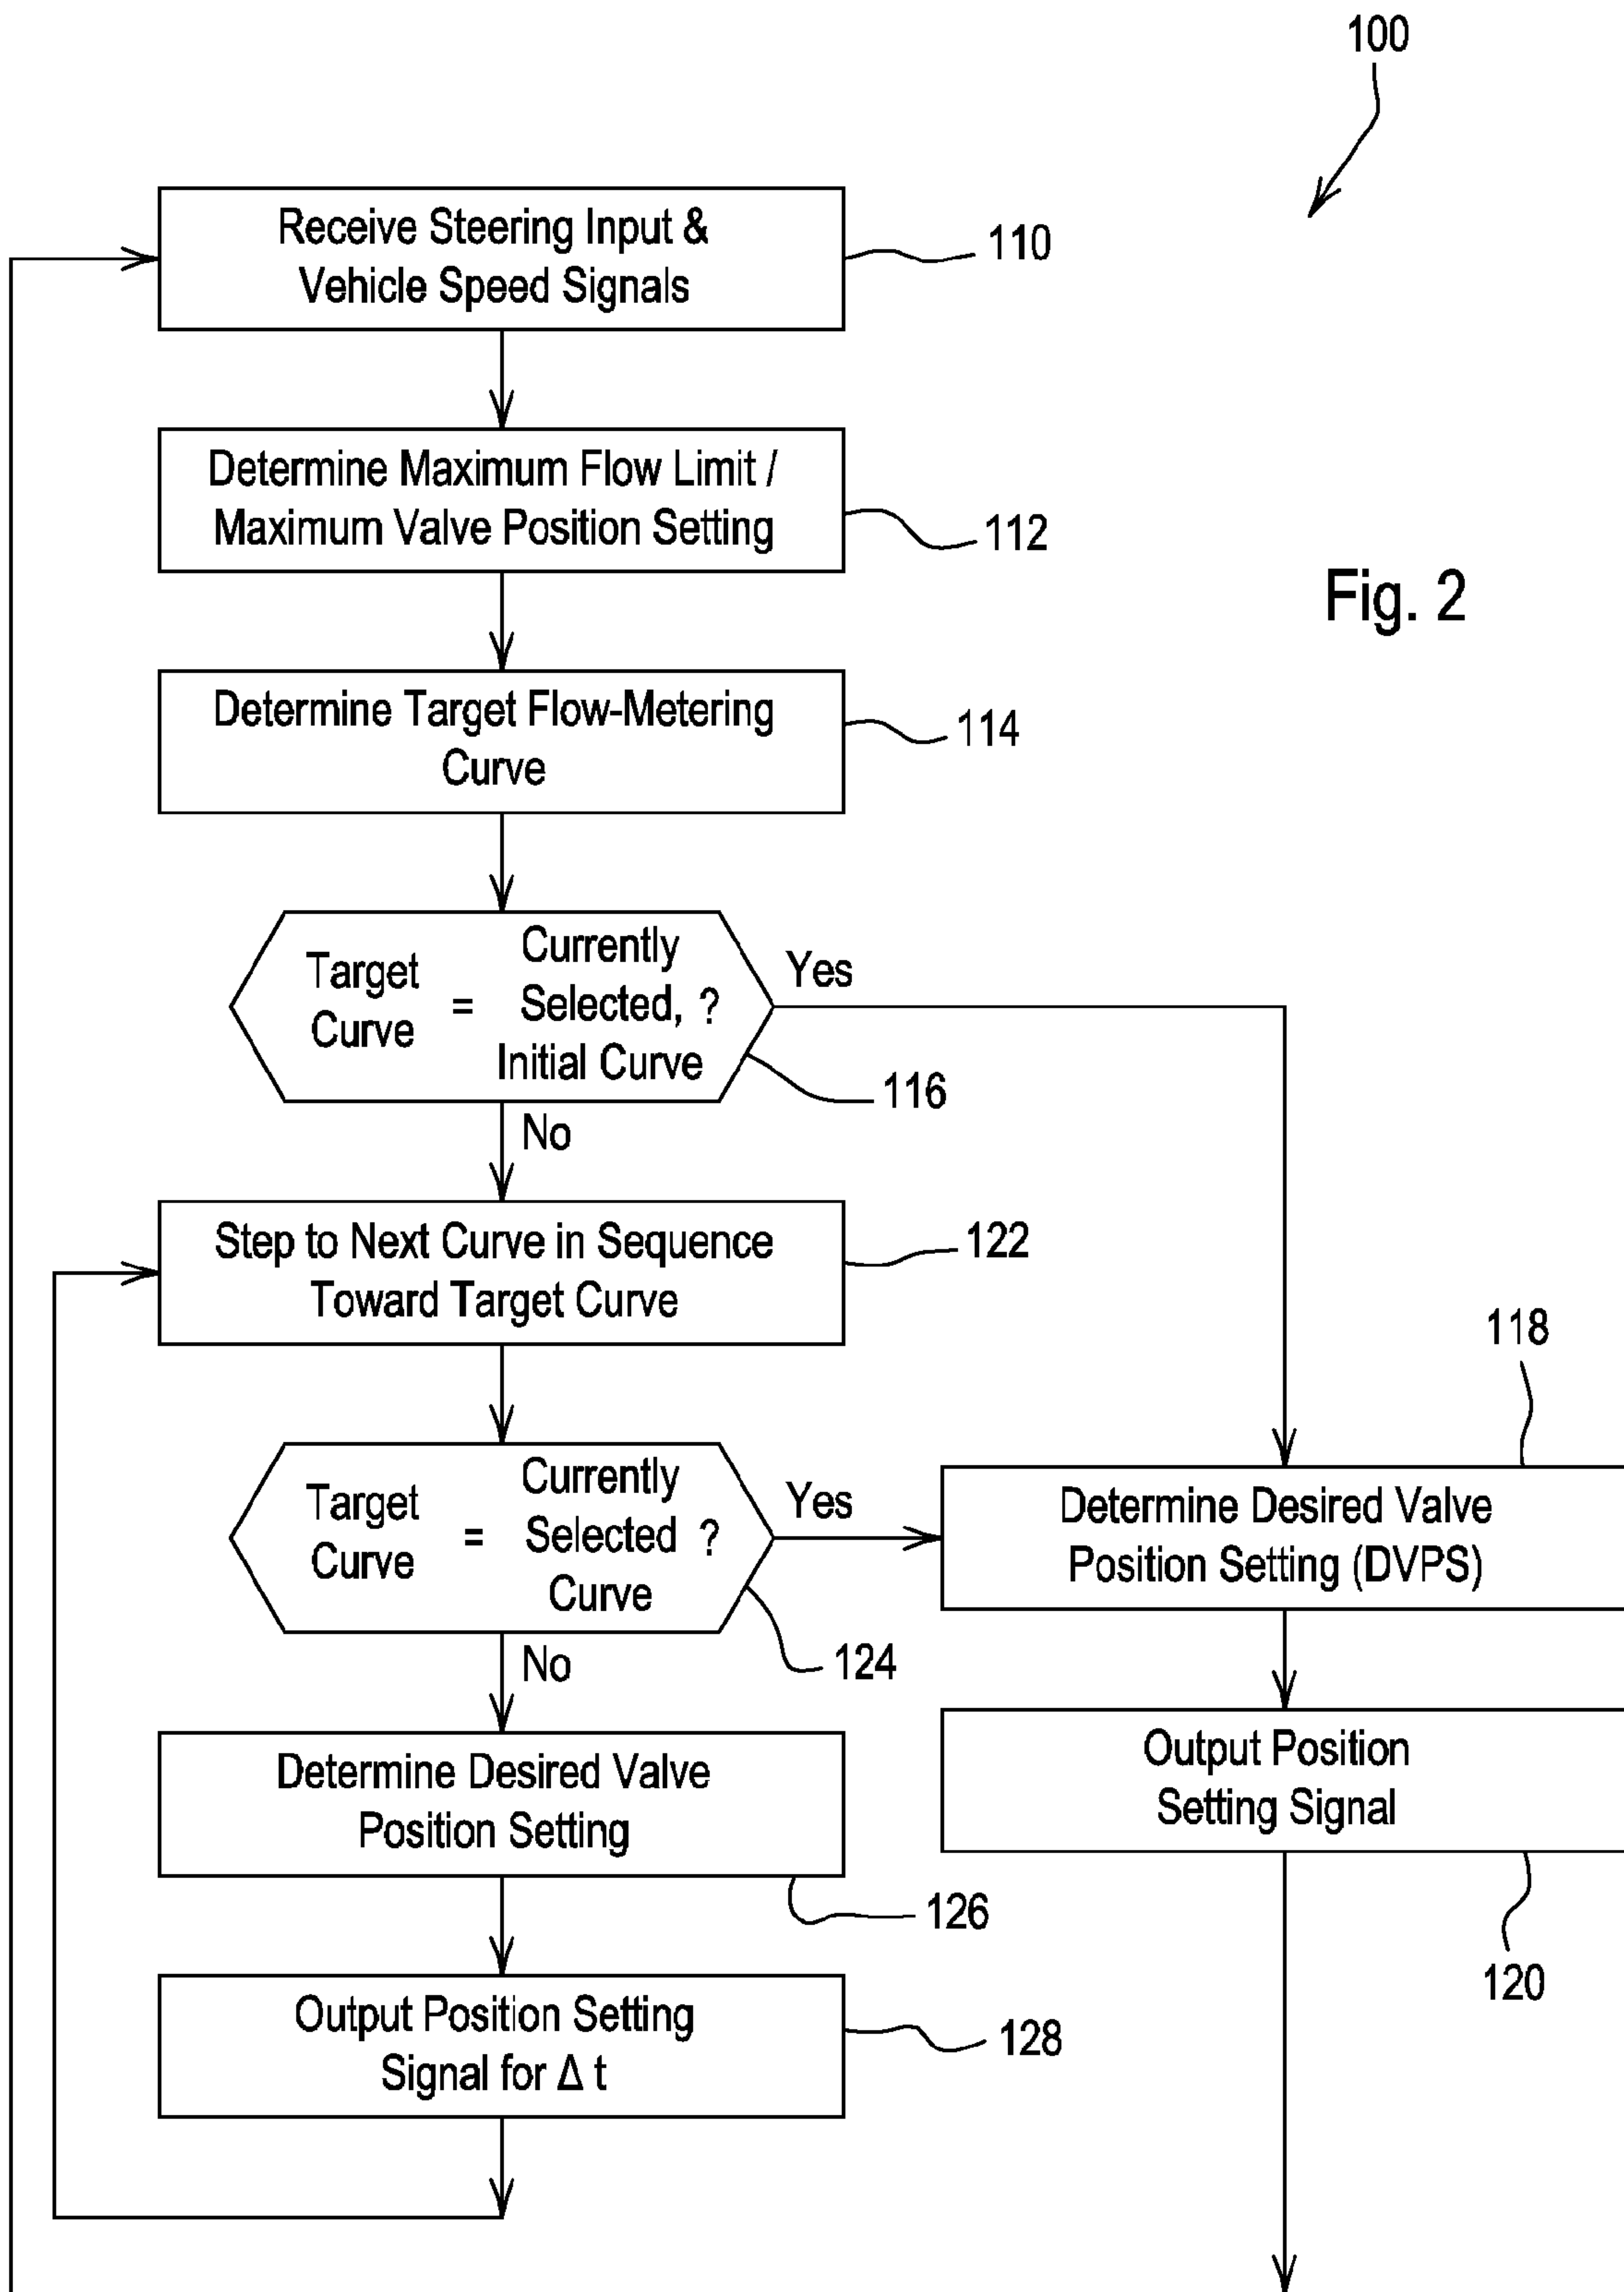 100
Receive Steering Input &
Vehicle Speed Signals
110
Determine Maximum Flow Limit /
Maximum Valve Position Setting
112
Fig. 2
Determine Target Flow-Metering
Curve
114
Target
Curve
=
Currently
Selected, ?
Initial Curve
Yes
116
No
Step to Next Curve in Sequence
Toward Target Curve
122
Target
Curve
=
Currently
Selected ?
Curve
Yes
124
No
118
Determine Desired Valve
Position Setting (DVPS)
Output Position
Setting Signal
120
Determine Desired Valve
Position Setting
126
Output Position Setting
Signal for Δ t
128